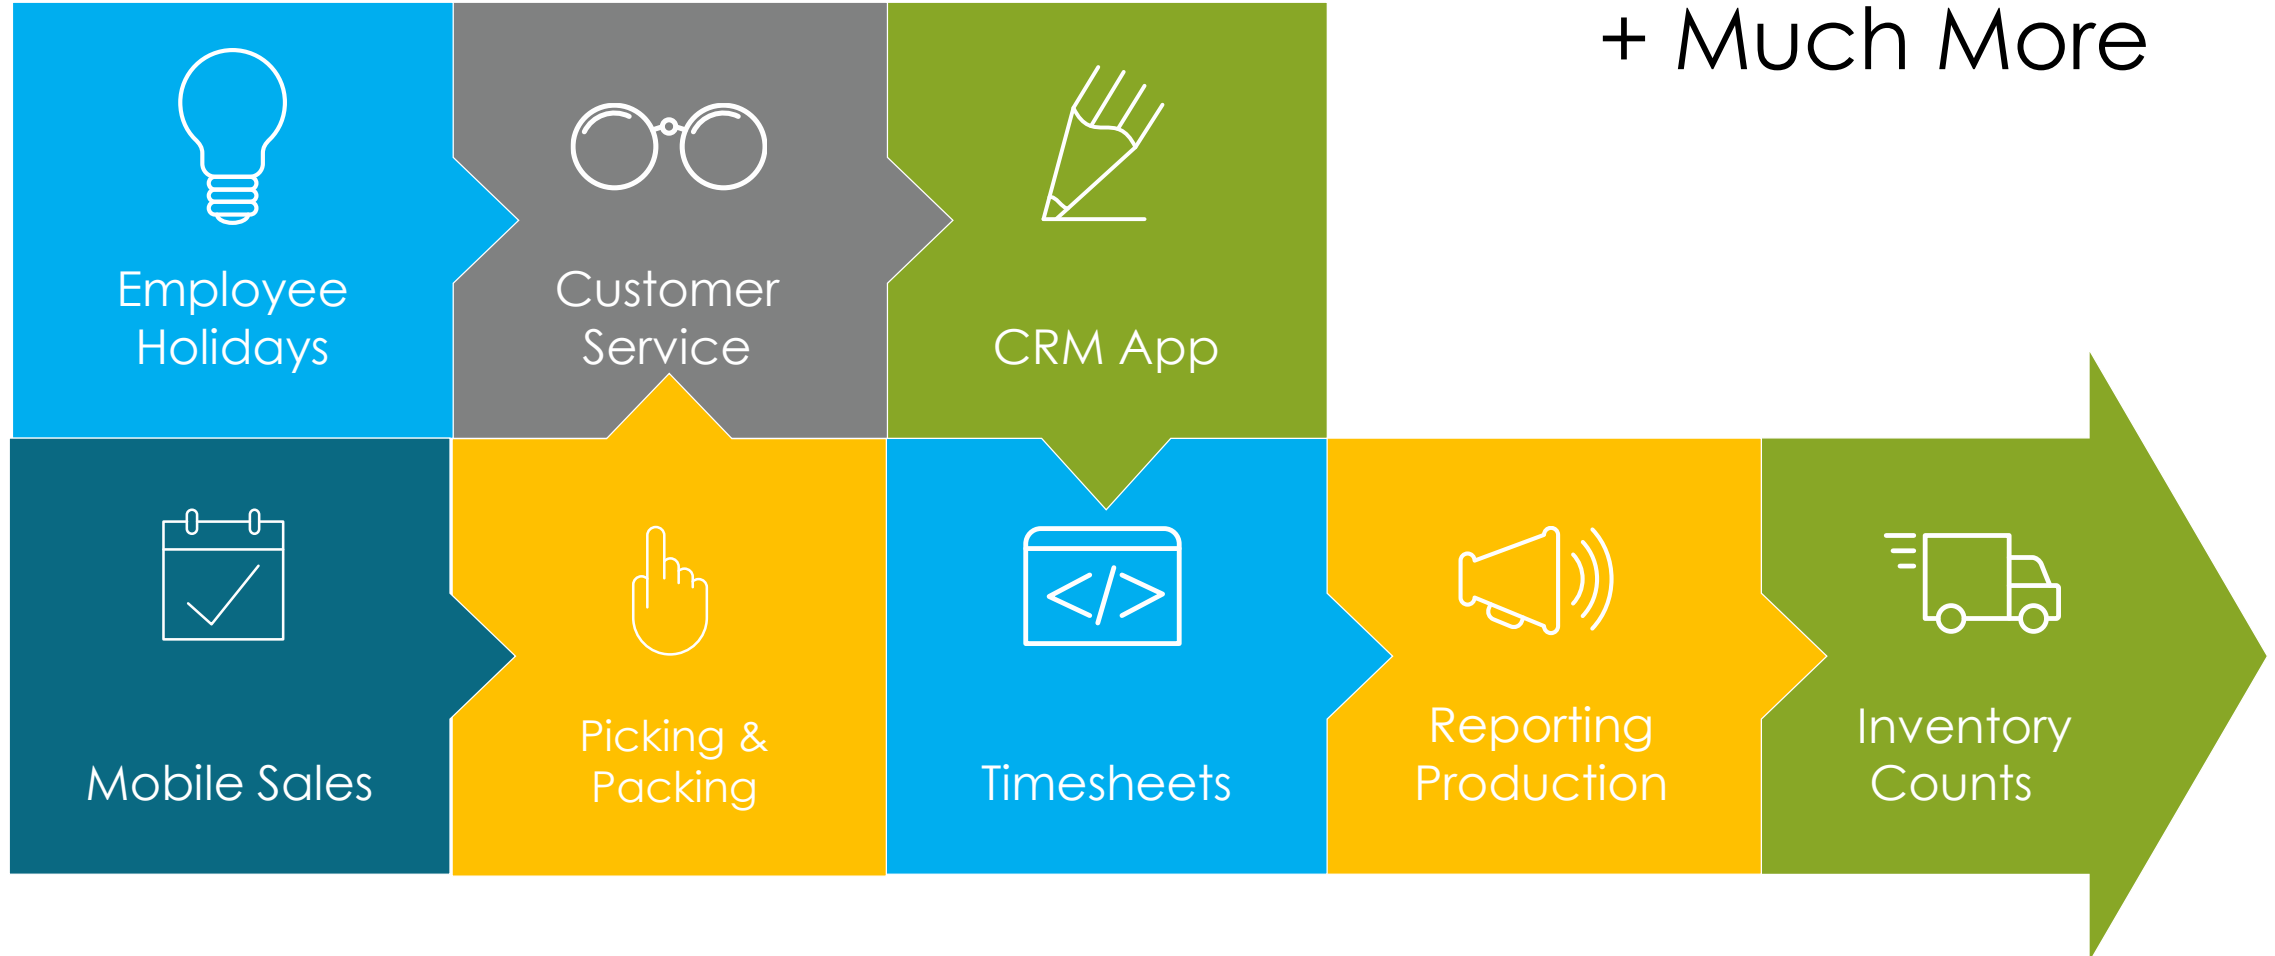 + Much More
Employee
Holidays
Customer
Service
CRM App
Mobile Sales
Picking &
Packing
Timesheets
Reporting
Production
Inventory
Counts